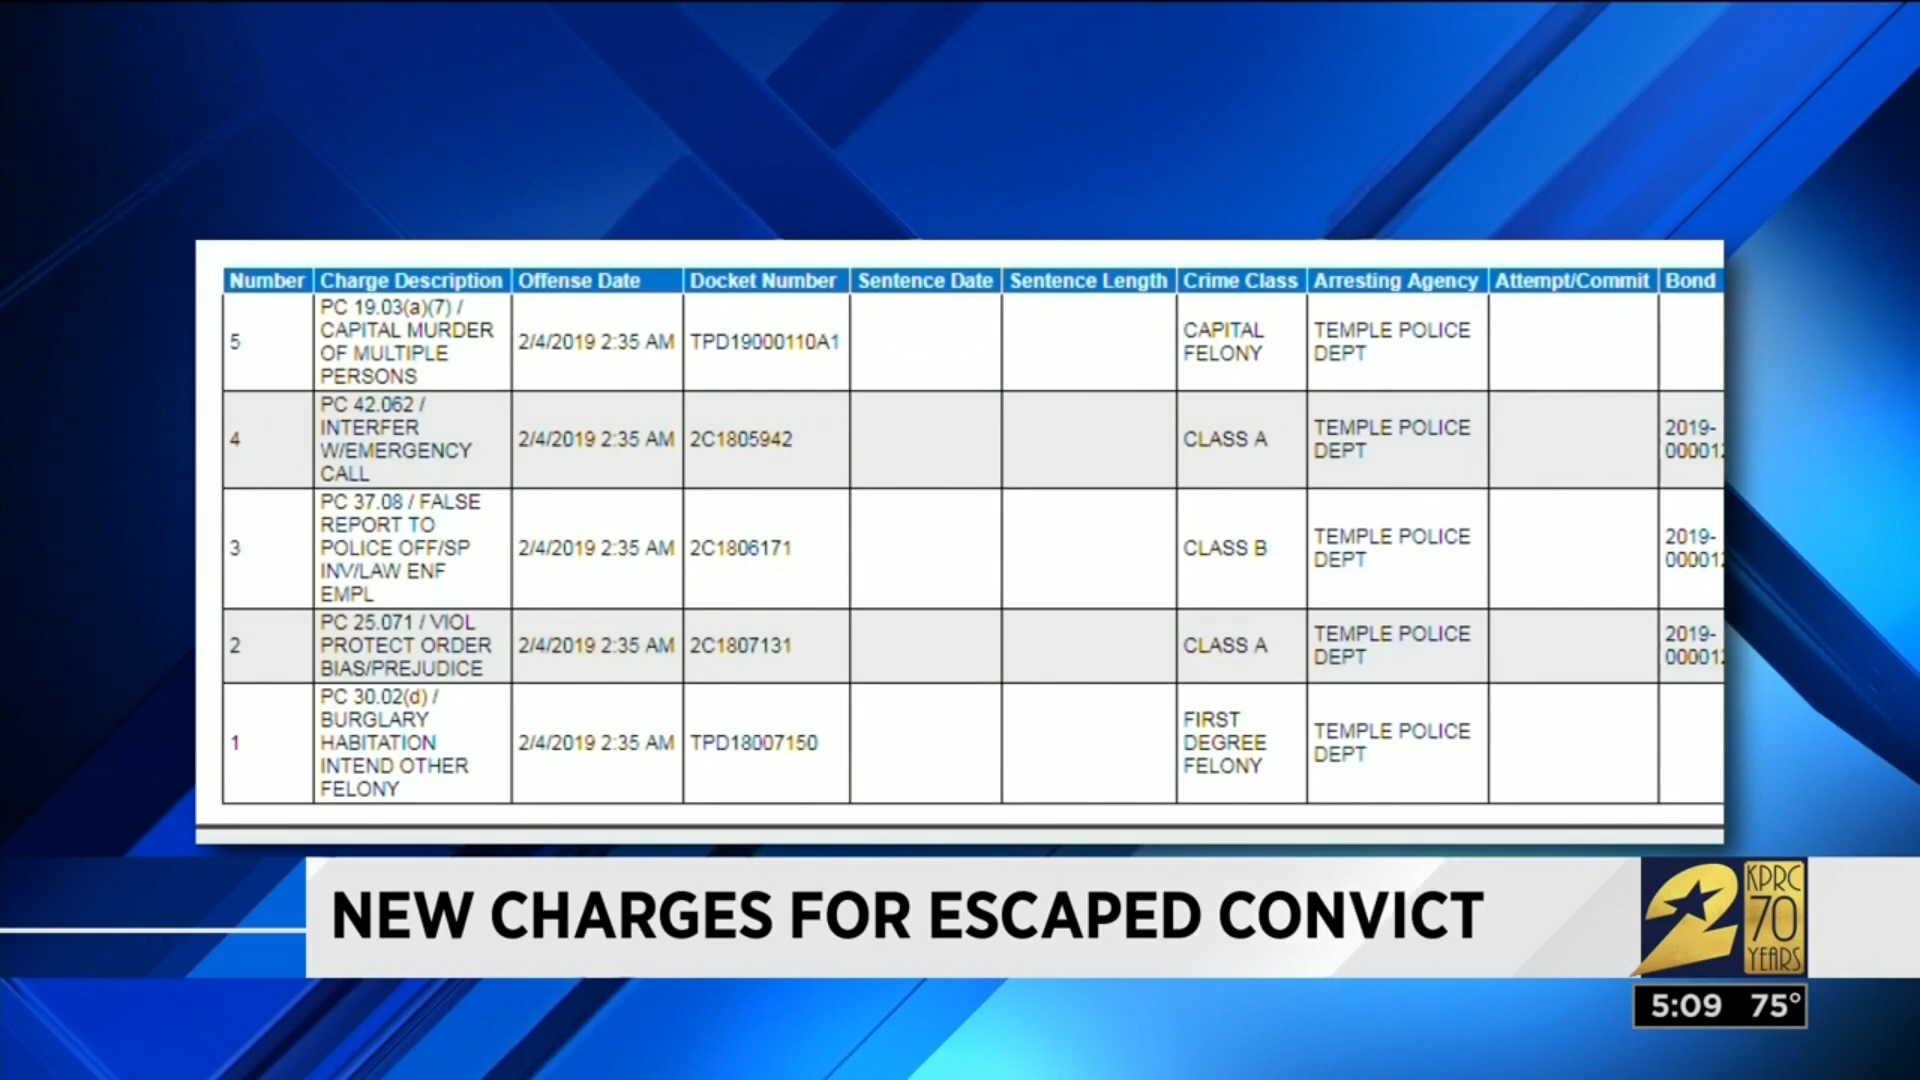 Number Charge Description Offense Date Docket Number Sentence Date Sentence Length Crime Class Arresting Agency Attempt/Commit Bond
5
PC 19.03(a)(7) /
CAPITAL MURDER
OF MULTIPLE
PERSONS
2/4/2019 2:35 AM
TPD19000110A1
CAPITAL
FELONY
TEMPLE POLICE
DEPT
4
PC 42.062 /
INTERFER
W/EMERGENCY
CALL
2/4/2019 2:35 AM
2C1805942
CLASS A
TEMPLE POLICE
DEPT
2019-
00001
3
PC 37.08 / FALSE
REPORT TO
POLICE OFF/SP
INV/LAW ENF
EMPL
2/4/2019 2:35 AM
2C1806171
CLASS B
TEMPLE POLICE
DEPT
2019-
00001
2
PC 25.071 / VIOL
PROTECT ORDER
BIAS/PREJUDICE
2/4/2019 2:35 AM
2C1807131
CLASS A
TEMPLE POLICE
DEPT
2019-
00001
1
PC 30.02(d) /
BURGLARY
HABITATION
INTEND OTHER
FELONY
2/4/2019 2:35 AM
TPD18007150
FIRST
DEGREE
FELONY
TEMPLE POLICE
DEPT
NEW CHARGES FOR ESCAPED CONVICT
2
KPRC
70
YEARS
5:09 75°